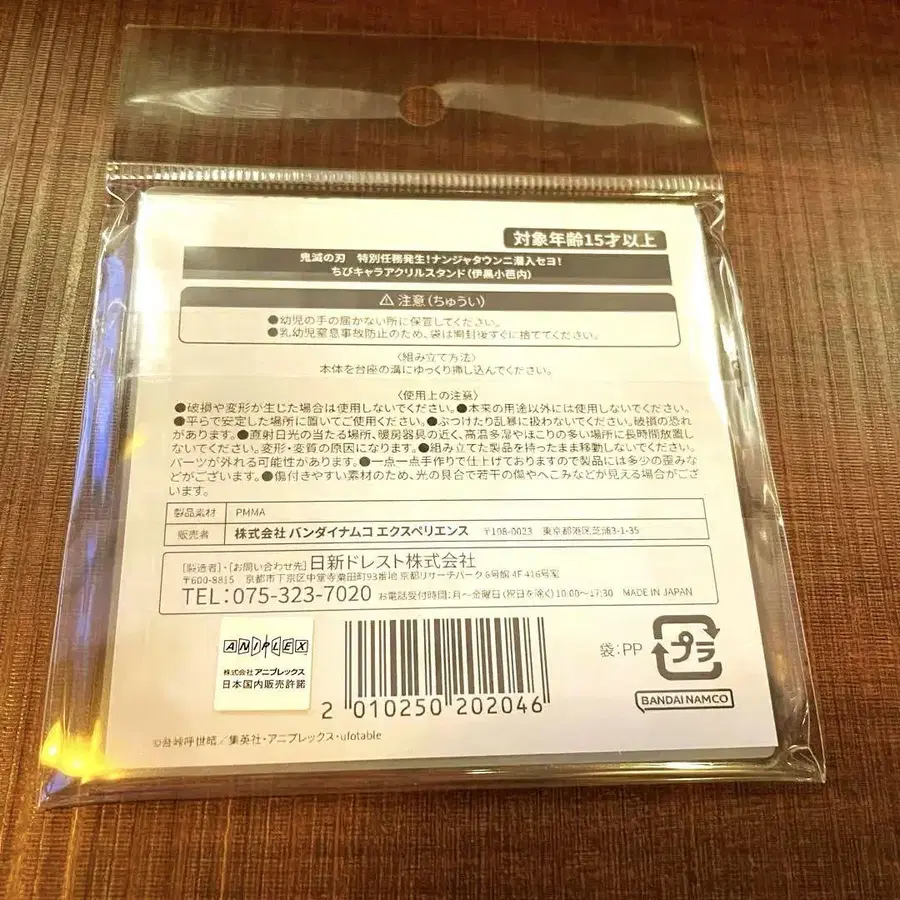 対象年齢15才以上
鬼滅の刃 特別任務発生!ナンジャタウンニ潜入セヨ!
ちびキャラアクリルスタンド(伊黒小芭内)
⚠注意(ちゅうい)
●幼児の手の届かない所に保管してください。
●乳幼児窒息事故防止のため、袋は開封後すぐに捨ててください。
〈組み立て方法〉
本体を台座の溝にゆっくり挿し込んでください。
〈使用上の注意〉
●破損や変形が生じた場合は使用しないでください。●本来の用途以外には使用しないでください。
●平らで安定した場所に置いてご使用ください。●ぶつけたり乱暴に扱わないでください。破損の恐れ
があります。●直射日光の当たる場所、暖房器具の近く、高温多湿やほこりの多い場所に長時間放置し
ないでください。変形・変質の原因になります。●組み立てた製品を持ったまま移動しないでください。
パーツが外れる可能性があります。●一点一点手作りで仕上げておりますので製品には多少の歪みな
どがございます。●傷付きやすい素材のため、光の具合で若干の傷やへこみなどが見える場合がござ
います。
製品素材 PMMA
販売者 株式会社 バンダイナムコ エクスペリエンス 〒108-0023 東京都港区芝浦3-1-35
[製造者]・[お問い合わせ先]日新ドレスト株式会社
〒600-8815 京都市下京区中堂寺粟田町93番地 京都リサーチパーク6号館 4F 416号室
TEL:075-323-7020 お電話受付時間:月〜金曜日(祝日を除く)10:00〜17:30 MADE IN JAPAN
ANIPLEX
株式会社 アニプレックス
日本国内販売許諾
2 010250 202046
袋:PP
プラ
BANDAI NAMCO
©吾峠呼世晴/集英社・アニプレックス・ufotable